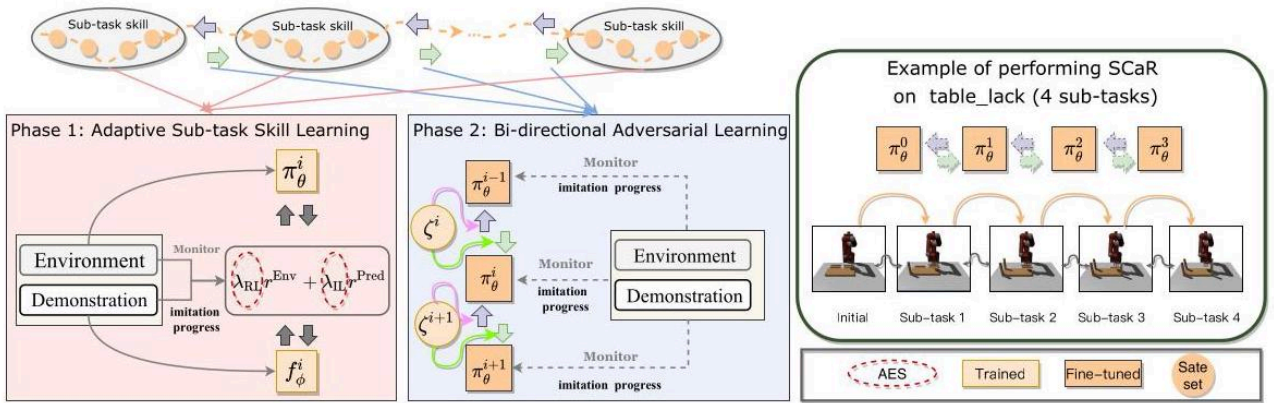 Sub-task skill
Sub-task skill
...
Sub-task skill
Phase 1: Adaptive Sub-task Skill Learning
π_θ^i
Environment
Demonstration
Monitor
imitation
progress
λ_RL r^Env + λ_IL r^Pred
f_ϕ^i
Phase 2: Bi-directional Adversarial Learning
π_θ^{i-1}
Monitor
imitation progress
ζ^i
π_θ^i
Monitor
imitation
progress
Environment
Demonstration
ζ^{i+1}
π_θ^{i+1}
Monitor
imitation progress
Example of performing SCaR
on table_lack (4 sub-tasks)
π_θ^0 π_θ^1 π_θ^2 π_θ^3
Initial Sub-task 1 Sub-task 2 Sub-task 3 Sub-task 4
AES Trained Fine-tuned Sate
set